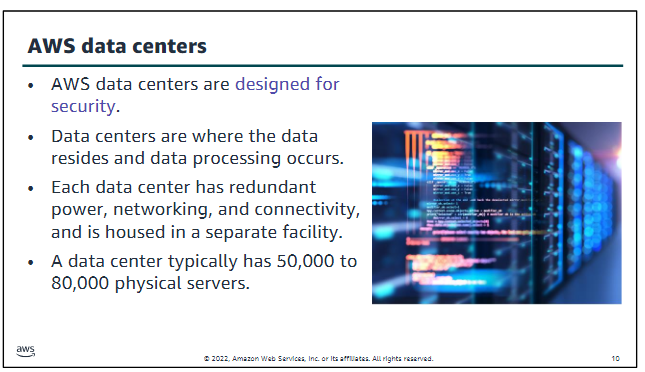 AWS data centers
• AWS data centers are designed for
security.
• Data centers are where the data
resides and data processing occurs.
• Each data center has redundant
power, networking, and connectivity,
and is housed in a separate facility.
• A data center typically has 50,000 to
80,000 physical servers.
aws
© 2022, Amazon Web Services, Inc. or its affiliates. All rights reserved.
10